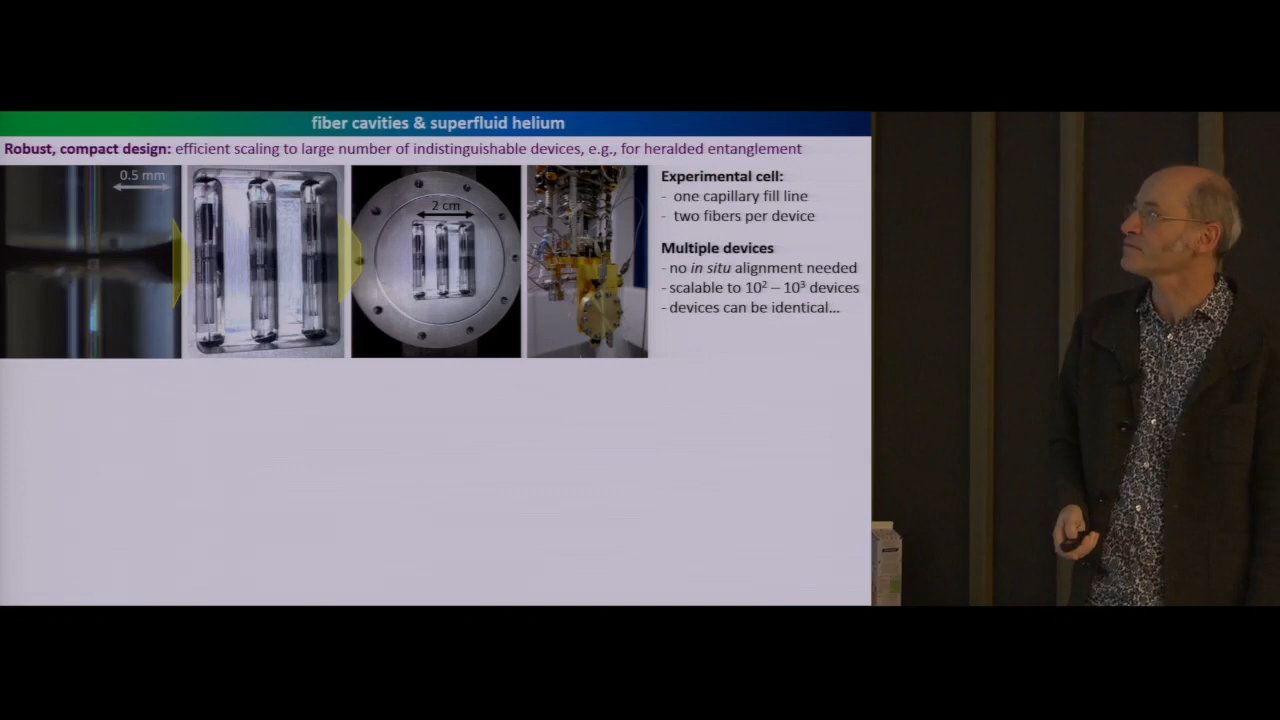 fiber cavities & superfluid helium
Robust, compact design: efficient scaling to large number of indistinguishable devices, e.g., for heralded entanglement
0.5 mm
2 cm
Experimental cell:
- one capillary fill line
- two fibers per device
Multiple devices
- no in situ alignment needed
- scalable to 10² – 10³ devices
- devices can be identical...